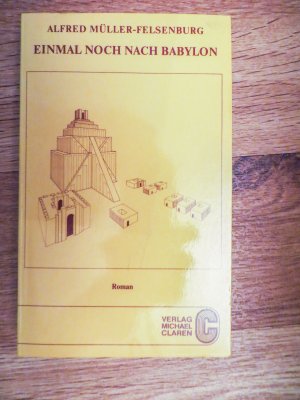 ALFRED MÜLLER-FELSENBURG
EINMAL NOCH NACH BABYLON
Roman
VERLAG
MICHAEL
CLAREN